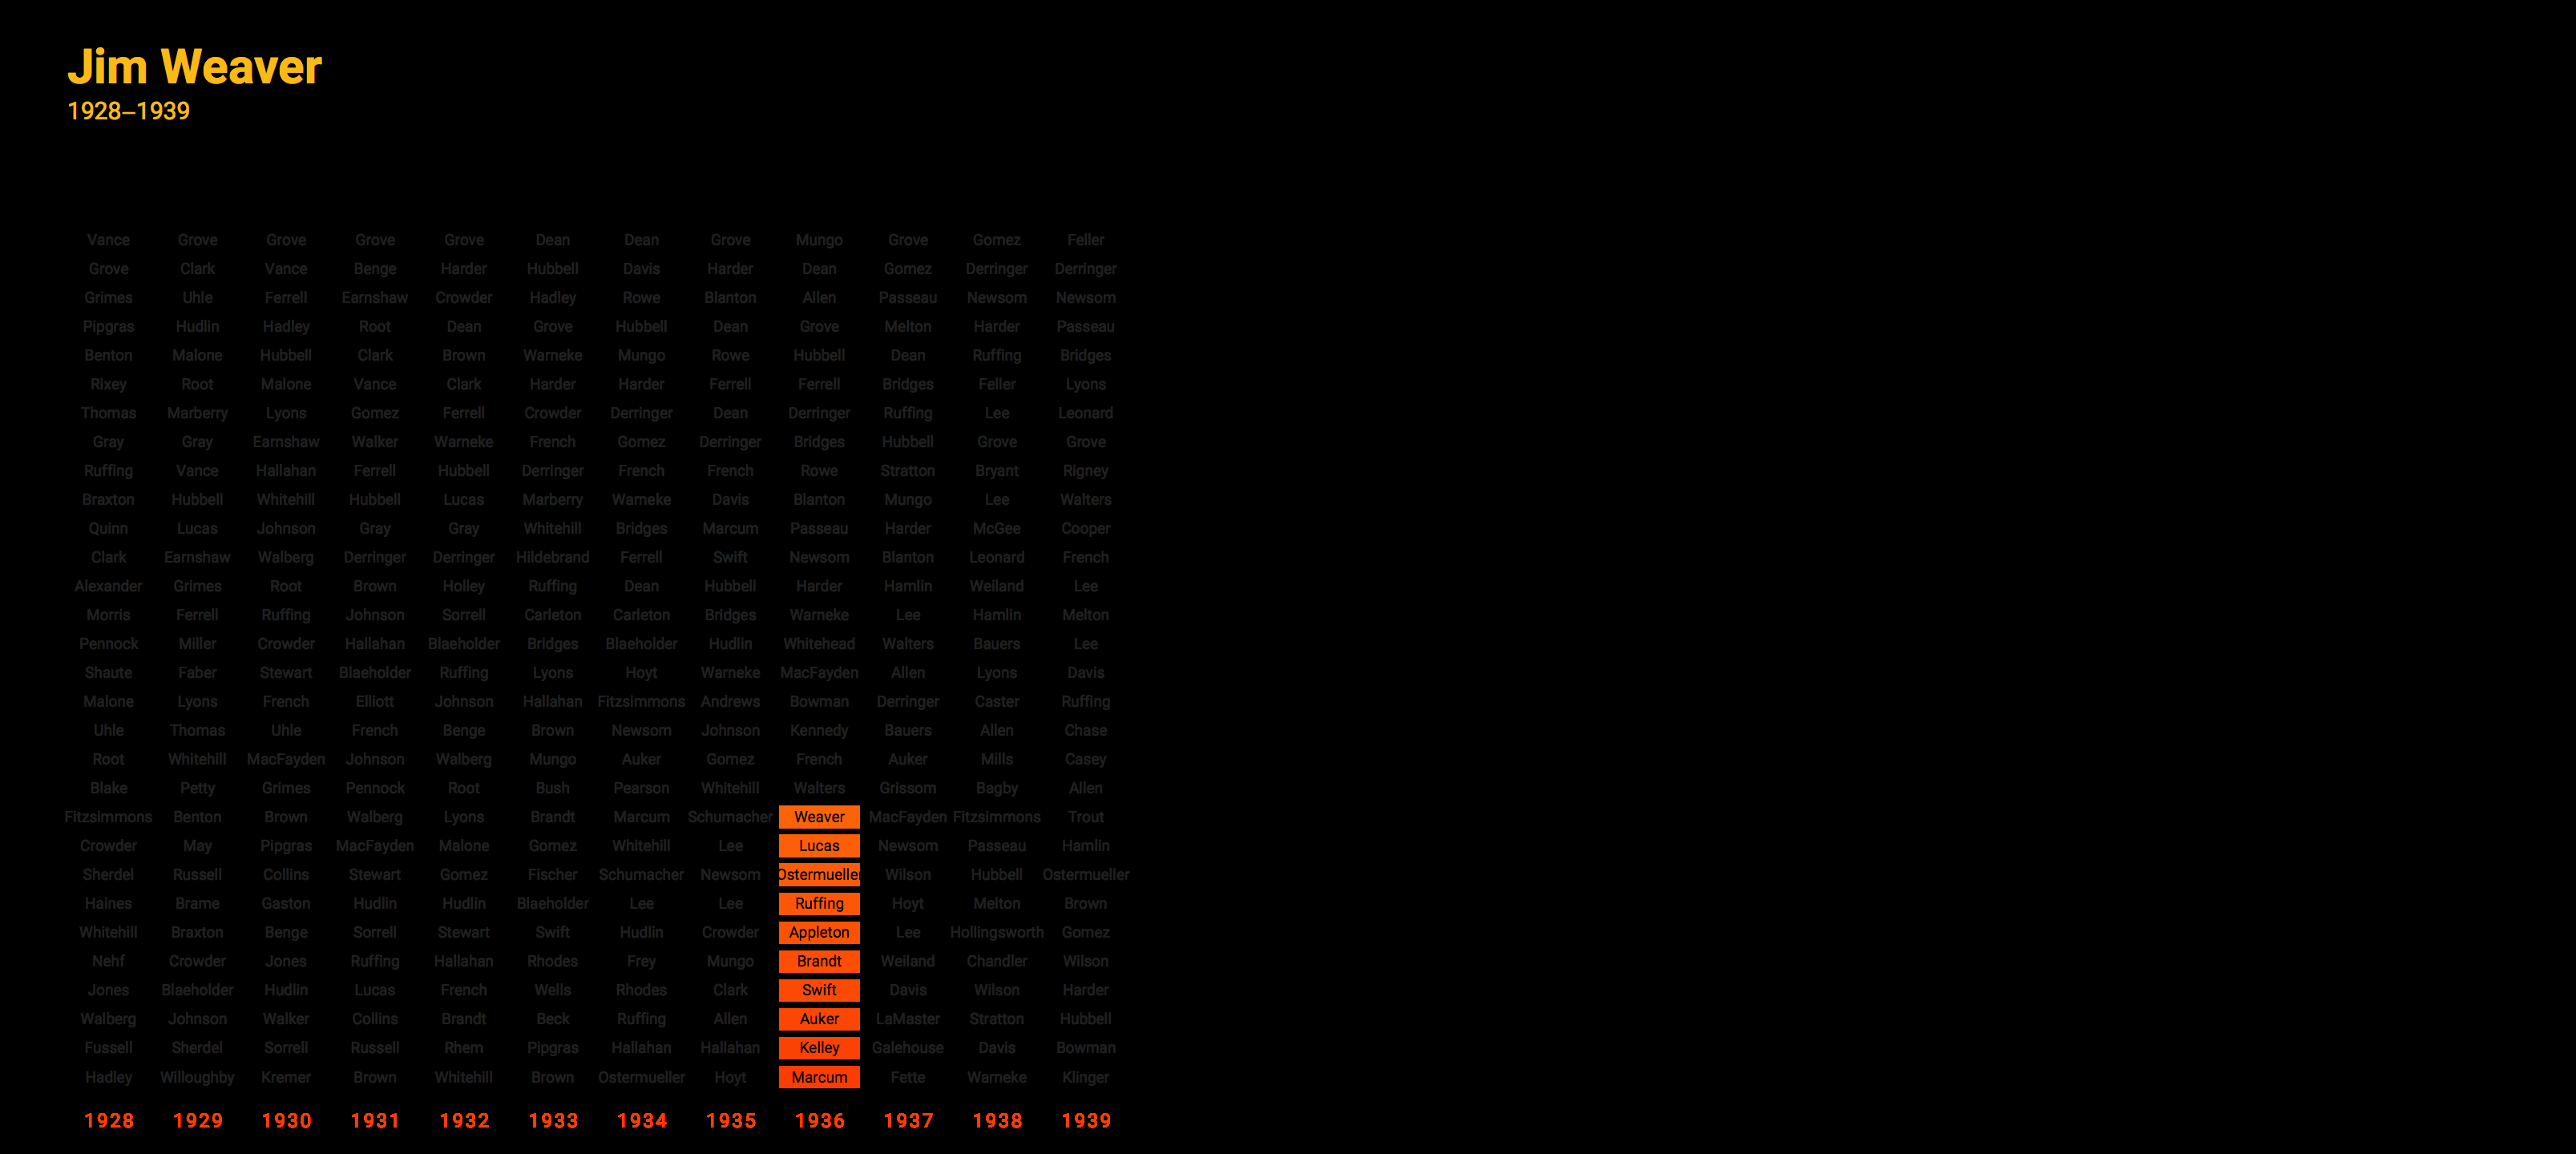 Jim Weaver
1928–1939
Vance Grove Grove Grove Grove Dean Dean Grove Mungo Grove Gomez Feller
Grove Clark Vance Benge Harder Hubbell Davis Harder Dean Gomez Derringer Derringer
Grimes Uhle Ferrell Earnshaw Crowder Hadley Rowe Blanton Allen Passeau Newsom Newsom
Pipgras Hudlin Hadley Root Dean Grove Hubbell Dean Grove Melton Harder Passeau
Benton Malone Hubbell Clark Brown Warneke Mungo Rowe Hubbell Dean Ruffing Bridges
Rixey Root Malone Vance Clark Harder Harder Ferrell Ferrell Bridges Feller Lyons
Thomas Marberry Lyons Gomez Ferrell Crowder Derringer Dean Derringer Ruffing Lee Leonard
Gray Gray Earnshaw Walker Warneke French Gomez Derringer Bridges Hubbell Grove Grove
Ruffing Vance Hallahan Ferrell Hubbell Derringer French French Rowe Stratton Bryant Rigney
Braxton Hubbell Whitehill Hubbell Lucas Marberry Warneke Davis Blanton Mungo Lee Walters
Quinn Lucas Johnson Gray Gray Whitehill Bridges Marcum Passeau Harder McGee Cooper
Clark Earnshaw Walberg Derringer Derringer Hildebrand Ferrell Swift Newsom Blanton Leonard French
Alexander Grimes Root Brown Holley Ruffing Dean Hubbell Harder Hamlin Weiland Lee
Morris Ferrell Ruffing Johnson Sorrell Carleton Carleton Bridges Warneke Lee Hamlin Melton
Pennock Miller Crowder Hallahan Blaeholder Bridges Blaeholder Hudlin Whitehead Walters Bauers Lee
Shaute Faber Stewart Blaeholder Ruffing Lyons Hoyt Warneke MacFayden Allen Lyons Davis
Malone Lyons French Elliott Johnson Hallahan Fitzsimmons Andrews Bowman Derringer Caster Ruffing
Uhle Thomas Uhle French Benge Brown Newsom Johnson Kennedy Bauers Allen Chase
Root Whitehill MacFayden Johnson Walberg Mungo Auker Gomez French Auker Mills Casey
Blake Petty Grimes Pennock Root Bush Pearson Whitehill Walters Grissom Bagby Allen
Fitzsimmons Benton Brown Walberg Lyons Brandt Marcum Schumacher Weaver MacFayden Fitzsimmons Trout
Crowder May Pipgras MacFayden Malone Gomez Whitehill Lee Lucas Newsom Passeau Hamlin
Sherdel Russell Collins Stewart Gomez Fischer Schumacher Newsom Ostermueller Wilson Hubbell Ostermueller
Haines Brame Gaston Hudlin Hudlin Blaeholder Lee Lee Ruffing Hoyt Melton Brown
Whitehill Braxton Benge Sorrell Stewart Swift Hudlin Crowder Appleton Lee Hollingsworth Gomez
Nehf Crowder Jones Ruffing Hallahan Rhodes Frey Mungo Brandt Weiland Chandler Wilson
Jones Blaeholder Hudlin Lucas French Wells Rhodes Clark Swift Davis Wilson Harder
Walberg Johnson Walker Collins Brandt Beck Ruffing Allen Auker LaMaster Stratton Hubbell
Fussell Sherdel Sorrell Russell Rhem Pipgras Hallahan Hallahan Kelley Galehouse Davis Bowman
Hadley Willoughby Kremer Brown Whitehill Brown Ostermueller Hoyt Marcum Fette Warneke Klinger
1928 1929 1930 1931 1932 1933 1934 1935 1936 1937 1938 1939